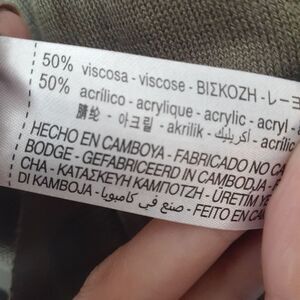 50% viscosa - viscose - ΒΙΣΚΟΖΗ - レーヨ
50% acrílico - acrylique - acrylic - acryl -
腈纶 - 아크릴 - akrilik - أكريليك - acrílico
HECHO EN CAMBOYA - FABRICADO NO CA
BODGE - GEFABRICEERD IN CAMBODJA - F
CHA - ΚΑΤΑΣΚΕΥΗ ΚΑΜΠΟΤΖΗ - ÜRETİM YE
DI KAMBOJA - صنع في كامبوديا - FEITO EN CAM